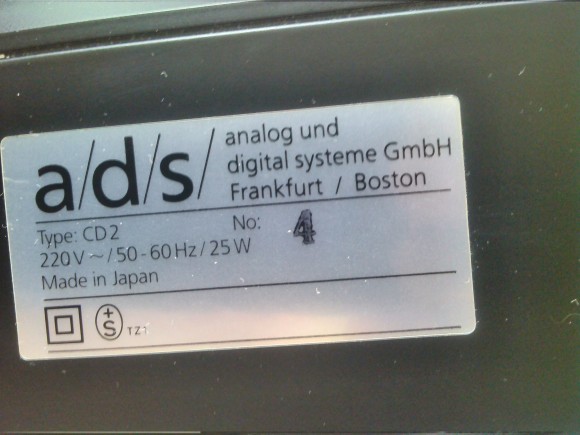 a/d/s/
analog und
digital systeme GmbH
Frankfurt / Boston
Type: CD2
No: 4
220V~/50-60Hz/25W
Made in Japan
+S TZ1